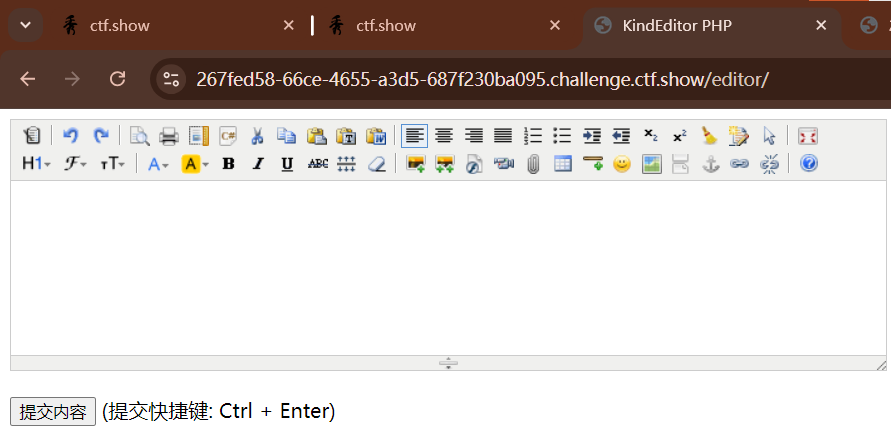 ctf.show
ctf.show
KindEditor PHP
267fed58-66ce-4655-a3d5-687f230ba095.challenge.ctf.show/editor/
H1 F тT A A B I U ABC
提交内容 (提交快捷键: Ctrl + Enter)